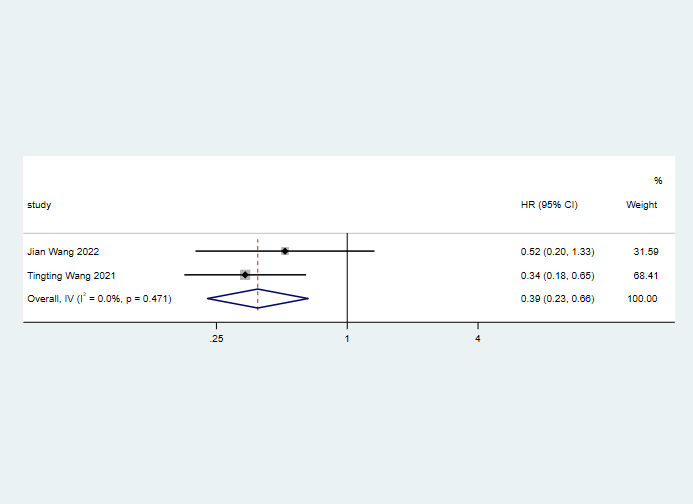 %
study HR (95% CI) Weight
Jian Wang 2022 0.52 (0.20, 1.33) 31.59
Tingting Wang 2021 0.34 (0.18, 0.65) 68.41
Overall, IV (I² = 0.0%, p = 0.471) 0.39 (0.23, 0.66) 100.00
.25 1 4